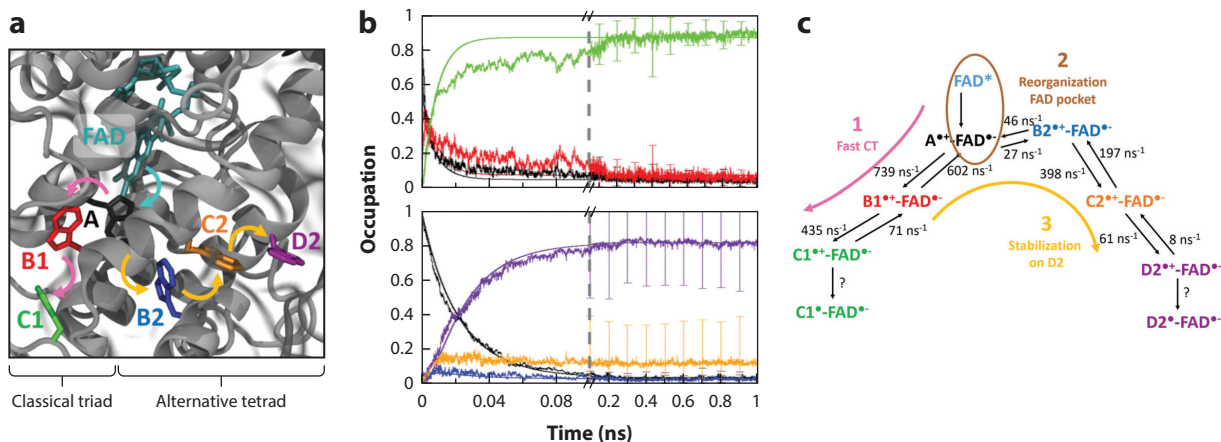 a
FAD
A
B1
C1
B2
C2
D2
Classical triad
Alternative tetrad
b
Occupation
1
0.8
0.6
0.4
0.2
0
1
0.8
0.6
0.4
0.2
0
0
0.04
0.08
0.2
0.4
0.6
0.8
1
Time (ns)
c
1
Fast CT
2
Reorganization
FAD pocket
FAD*
A•+-FAD•-
46 ns-1
27 ns-1
B2•+-FAD•-
739 ns-1
602 ns-1
398 ns-1
197 ns-1
B1•+-FAD•-
C2•+-FAD•-
435 ns-1
71 ns-1
3
Stabilization
on D2
61 ns-1
8 ns-1
C1•+-FAD•-
D2•+-FAD•-
?
?
C1•-FAD•-
D2•-FAD•-